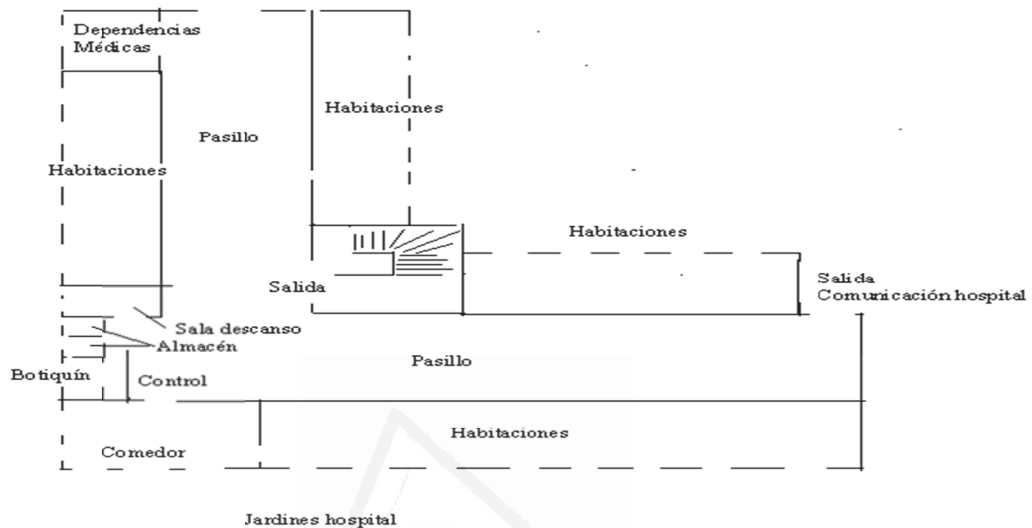 Dependencias
Médicas
Habitaciones
Pasillo
Habitaciones
Habitaciones
Salida
Salida
Comunicación hospital
Sala descanso
Almacén
Pasillo
Botiquín
Control
Habitaciones
Comedor
Jardines hospital